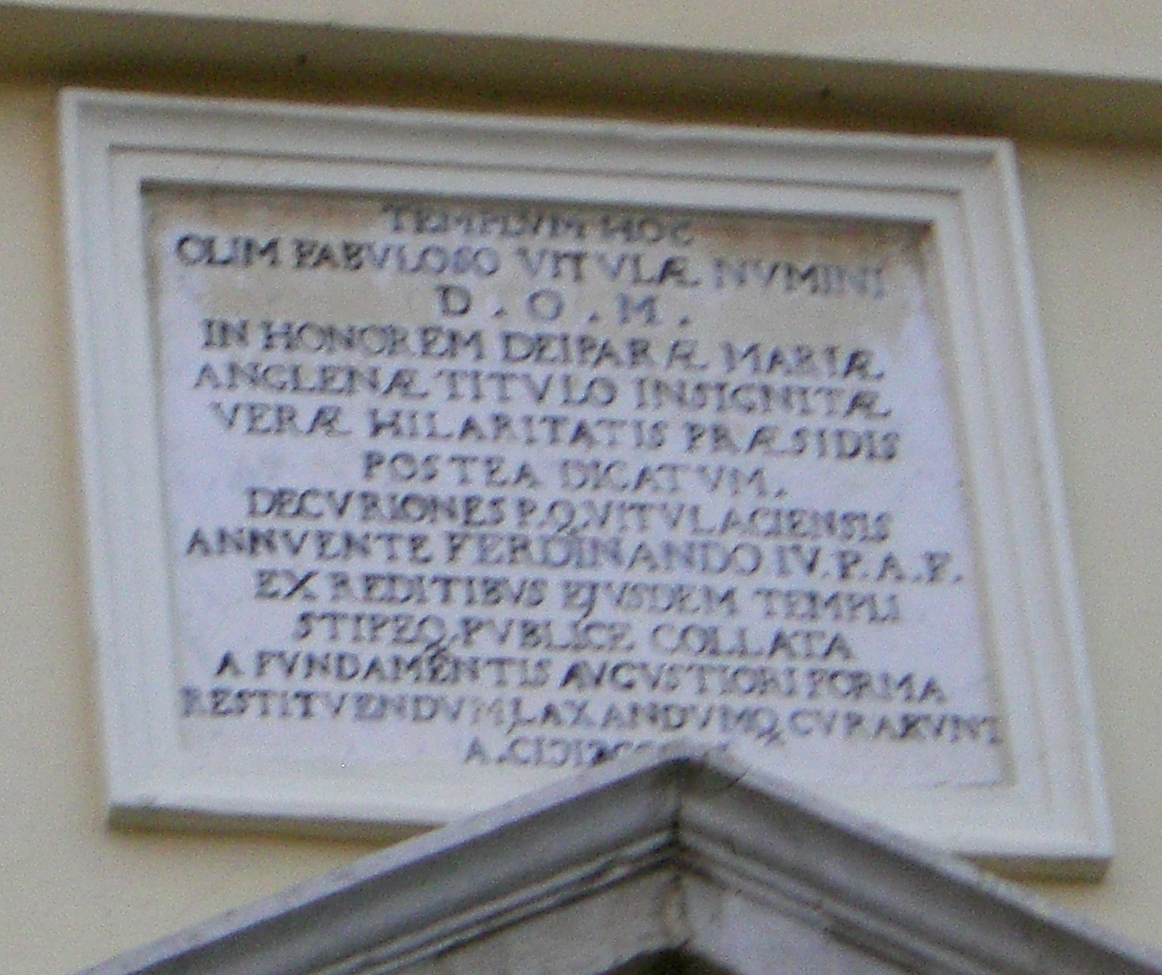 TEMPLVM HOC
OLIM FABVLOSO VITVLÆ NVMINI
D . O . M .
IN HONOREM DEIPARÆ MARIÆ
ANGLENÆ TITVLO INSIGNITÆ
VERÆ HILARITATIS PRÆSIDIS
POSTEA DICATVM.
DECVRIONES P.Q.VITVLACIENSIS
ANNVENTE FERDINANDO IV. P. A. F.
EX REDITIBVS EJVSDEM TEMPLI
STIPEQ.PVBLICE COLLATA
A FVNDAMENTIS AVGVSTIORI FORMA
RESTITVENDVM,LAXANDVMQ.CVRARVNT
A.